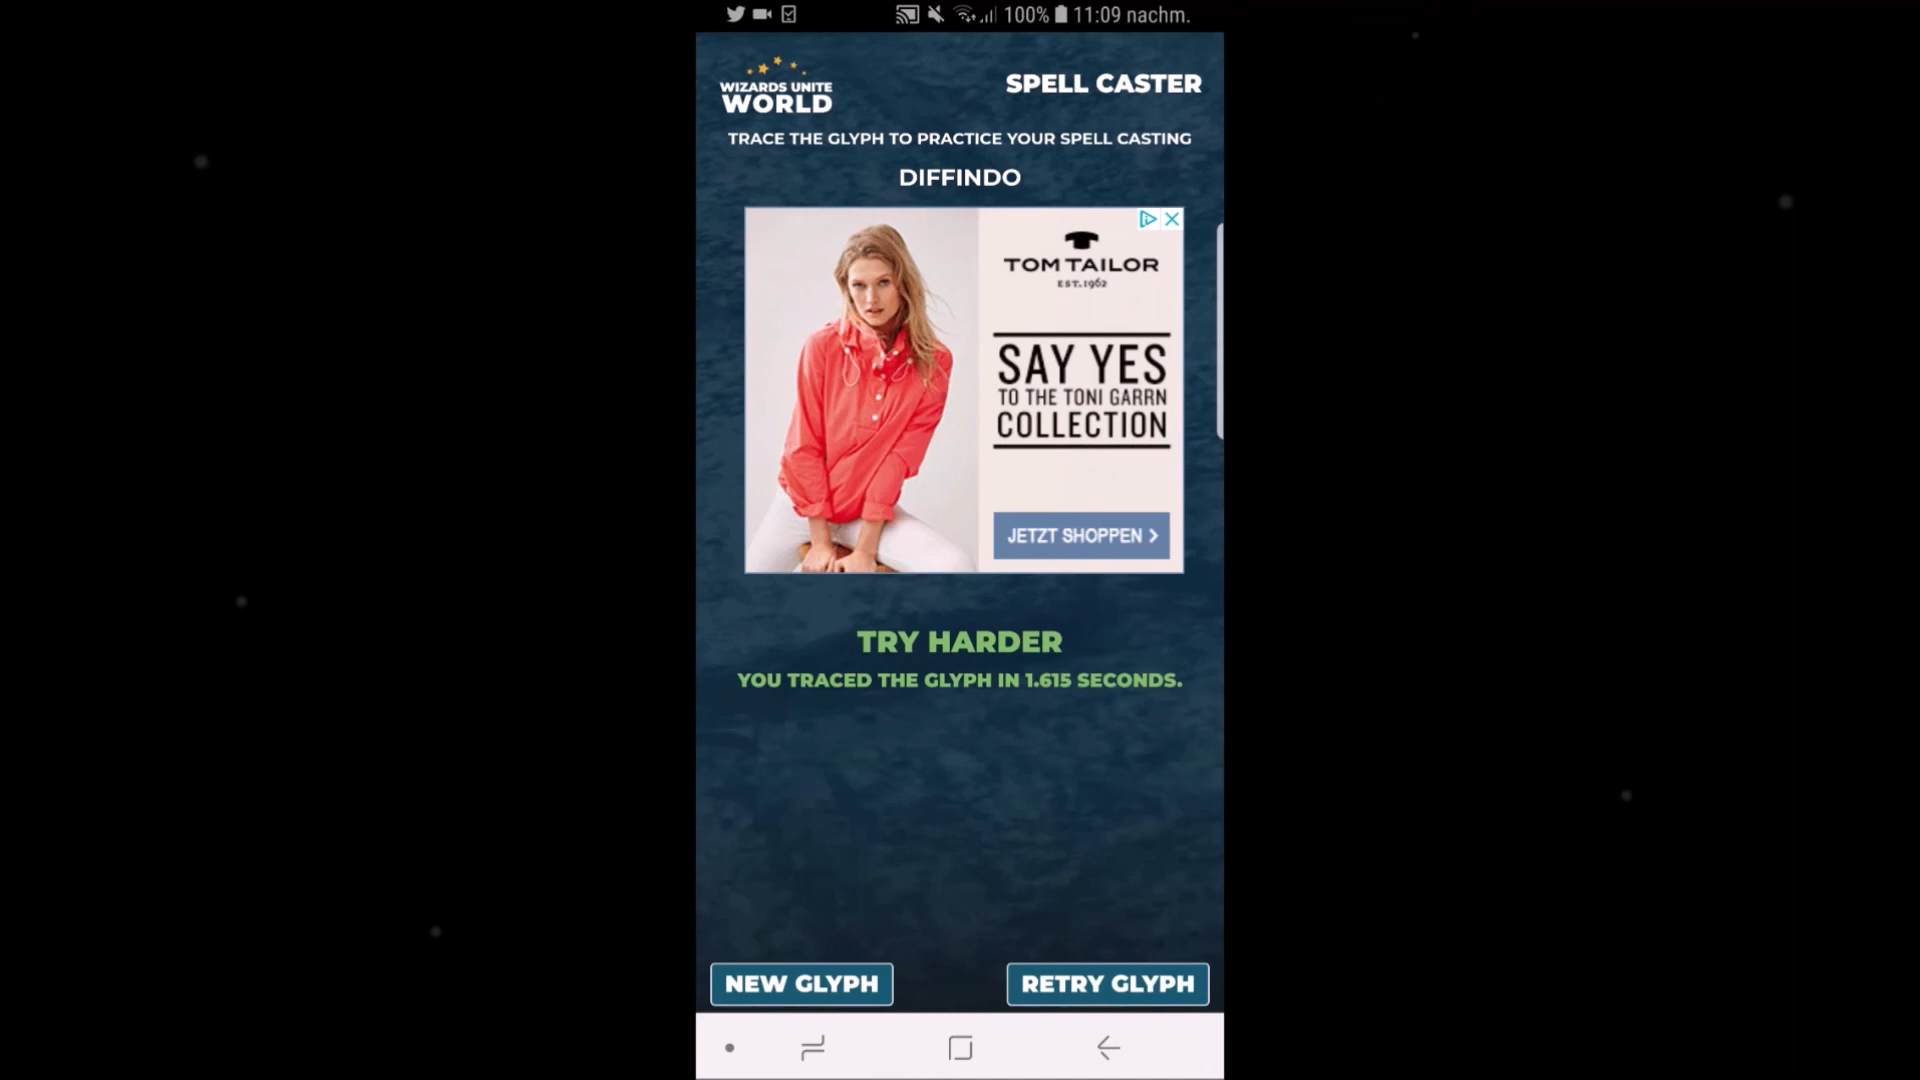 100% 11:09 nachm.
WIZARDS UNITE
WORLD
SPELL CASTER
TRACE THE GLYPH TO PRACTICE YOUR SPELL CASTING
DIFFINDO
TOM TAILOR
EST. 1962
SAY YES
TO THE TONI GARRN
COLLECTION
JETZT SHOPPEN >
TRY HARDER
YOU TRACED THE GLYPH IN 1.615 SECONDS.
NEW GLYPH
RETRY GLYPH